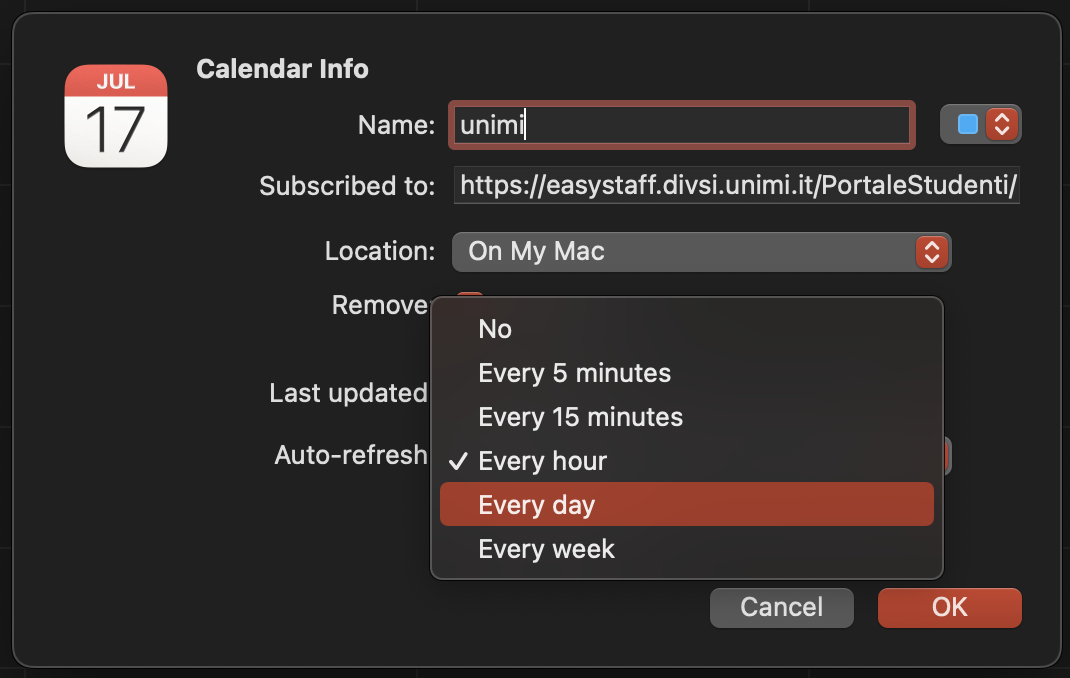 JUL
17
Calendar Info
Name: unimi
Subscribed to: https://easystaff.divsi.unimi.it/PortaleStudenti/
Location: On My Mac
Remove:
No
Every 5 minutes
Every 15 minutes
Last updated
Auto-refresh
✓ Every hour
Every day
Every week
Cancel
OK